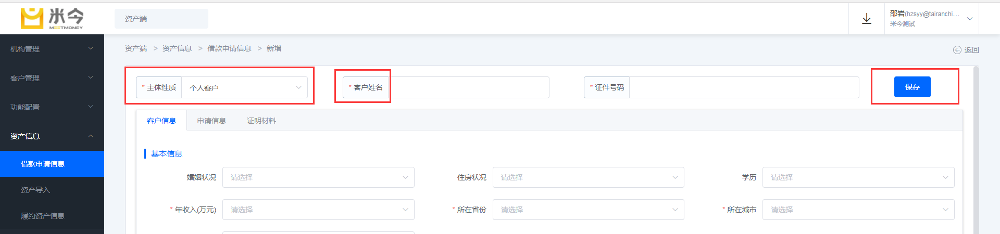 米今
MEETMONEY
资产端
邵岩(hzsyy@tairanchi...
米今测试
机构管理
客户管理
功能配置
资产信息
借款申请信息
资产导入
履约资产信息
资产端 > 资产信息 > 借款申请信息 > 新增
返回
* 主体性质 个人客户
* 客户姓名
* 证件号码
保存
客户信息 申请信息 证明材料
基本信息
婚姻状况 请选择 住房状况 请选择 学历 请选择
* 年收入(万元) 请选择 * 所在省份 请选择 * 所在城市 请选择